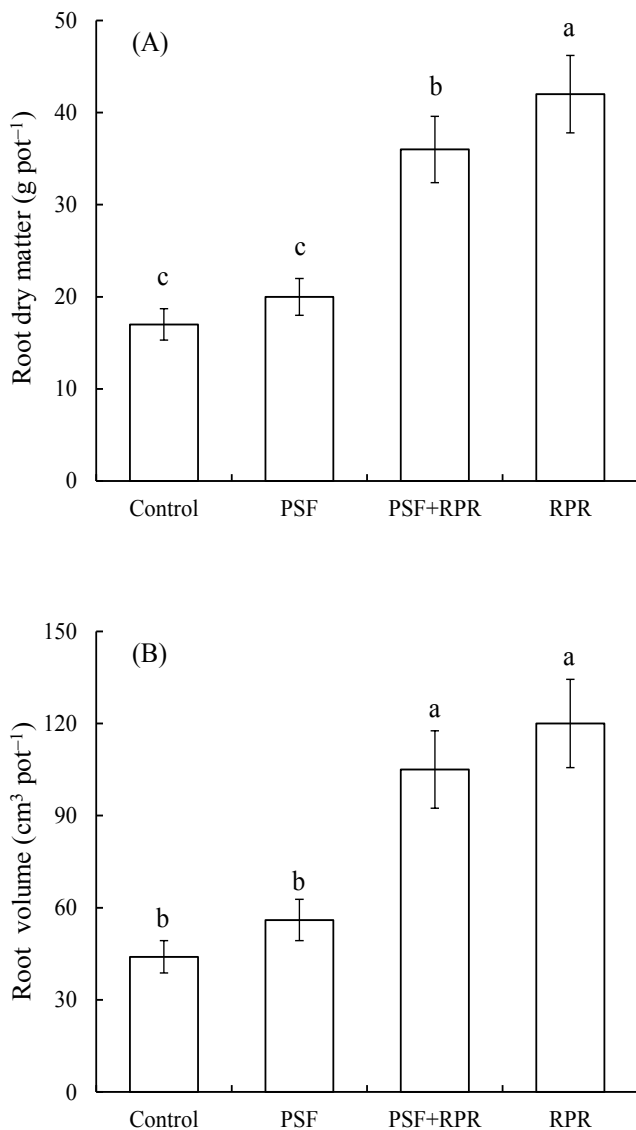 (A)
Root dry matter (g pot⁻¹)
50
40
30
20
10
0
c
c
b
a
Control PSF PSF+RPR RPR
(B)
Root volume (cm³ pot⁻¹)
150
120
90
60
30
0
b
b
a
a
Control PSF PSF+RPR RPR